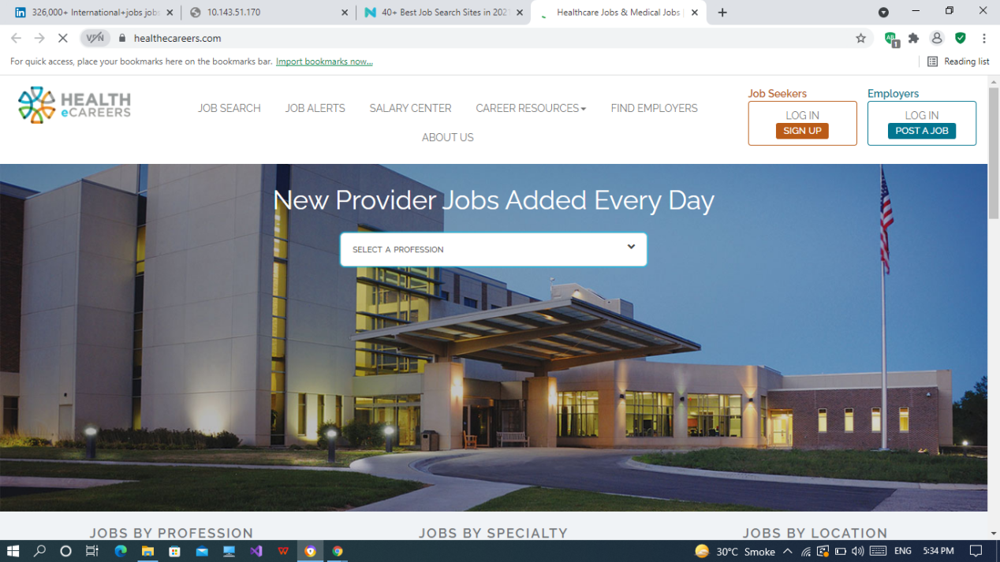 326,000+ International+jobs jobs
10.143.51.170
40+ Best Job Search Sites in 2021
Healthcare Jobs & Medical Jobs |
VPN
healthecareers.com
1
For quick access, place your bookmarks here on the bookmarks bar. Import bookmarks now...
Reading list
HEALTH
eCAREERS
JOB SEARCH
JOB ALERTS
SALARY CENTER
CAREER RESOURCES
FIND EMPLOYERS
ABOUT US
Job Seekers
LOG IN
SIGN UP
Employers
LOG IN
POST A JOB
New Provider Jobs Added Every Day
SELECT A PROFESSION
JOBS BY PROFESSION
JOBS BY SPECIALTY
JOBS BY LOCATION
30°C Smoke
ENG
5:34 PM